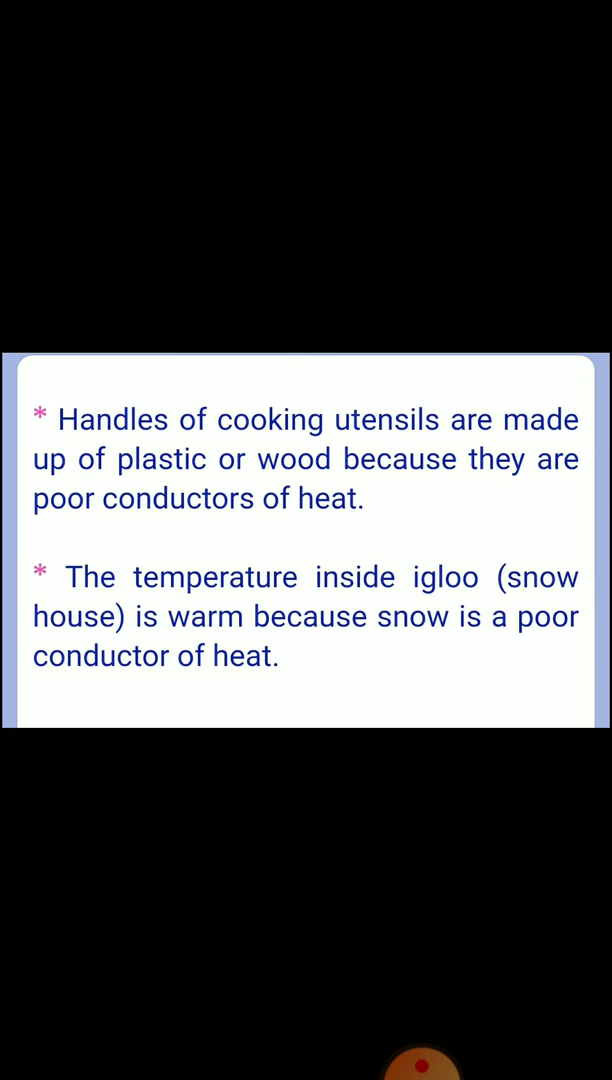 * Handles of cooking utensils are made
up of plastic or wood because they are
poor conductors of heat.
* The temperature inside igloo (snow
house) is warm because snow is a poor
conductor of heat.